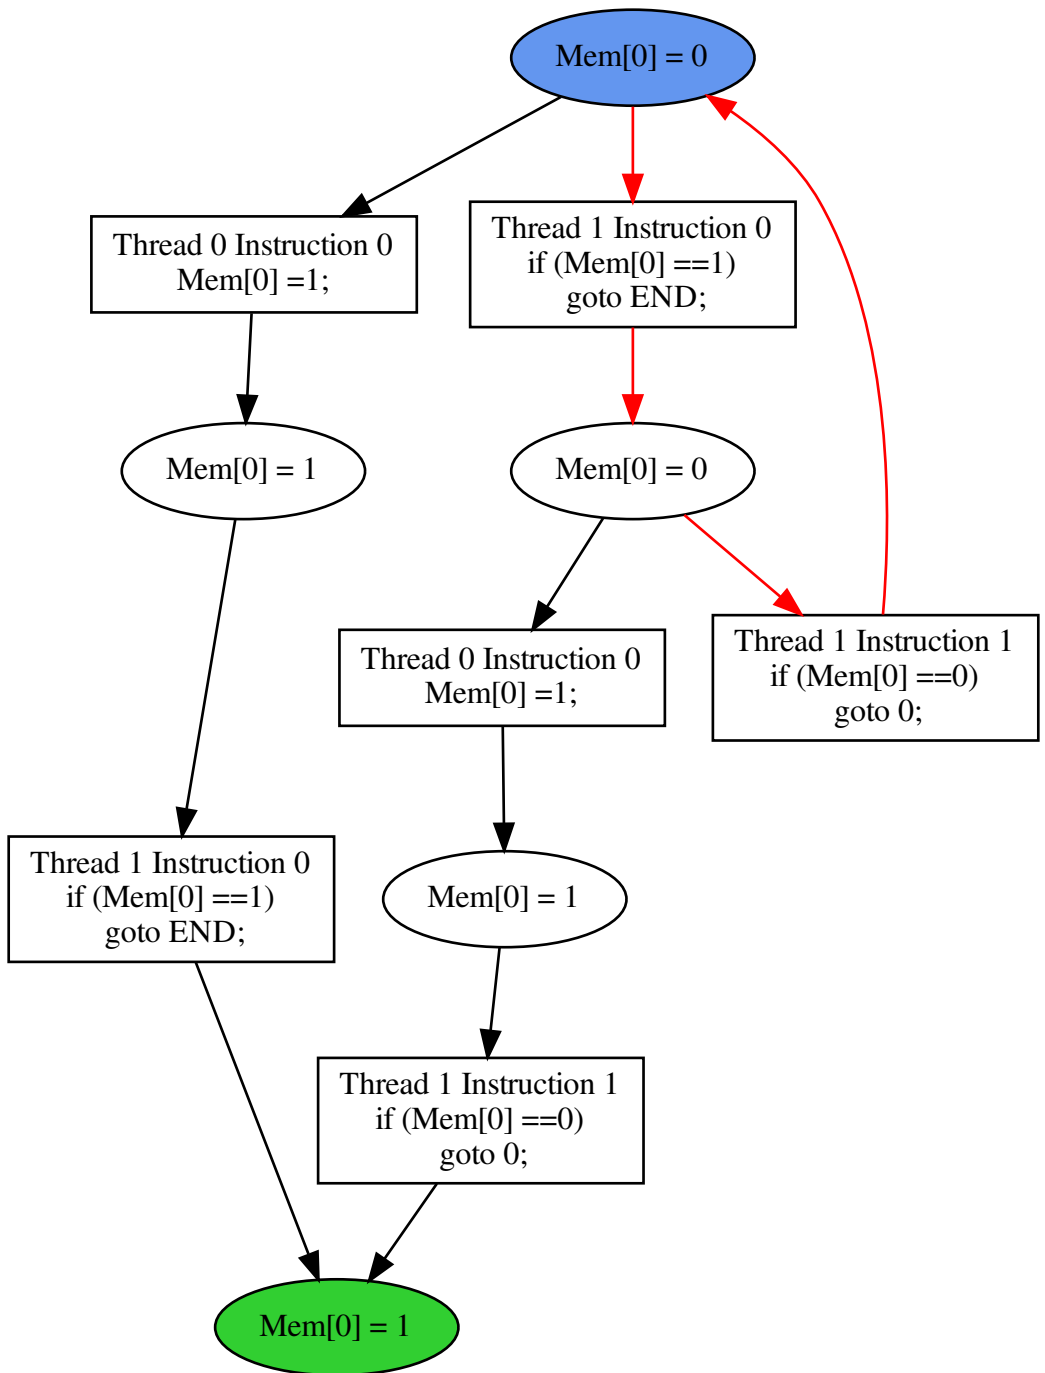 Mem[0] = 0
Thread 0 Instruction 0
Mem[0] =1;
Thread 1 Instruction 0
if (Mem[0] ==1)
goto END;
Mem[0] = 1
Mem[0] = 0
Thread 0 Instruction 0
Mem[0] =1;
Thread 1 Instruction 1
if (Mem[0] ==0)
goto 0;
Thread 1 Instruction 0
if (Mem[0] ==1)
goto END;
Mem[0] = 1
Thread 1 Instruction 1
if (Mem[0] ==0)
goto 0;
Mem[0] = 1